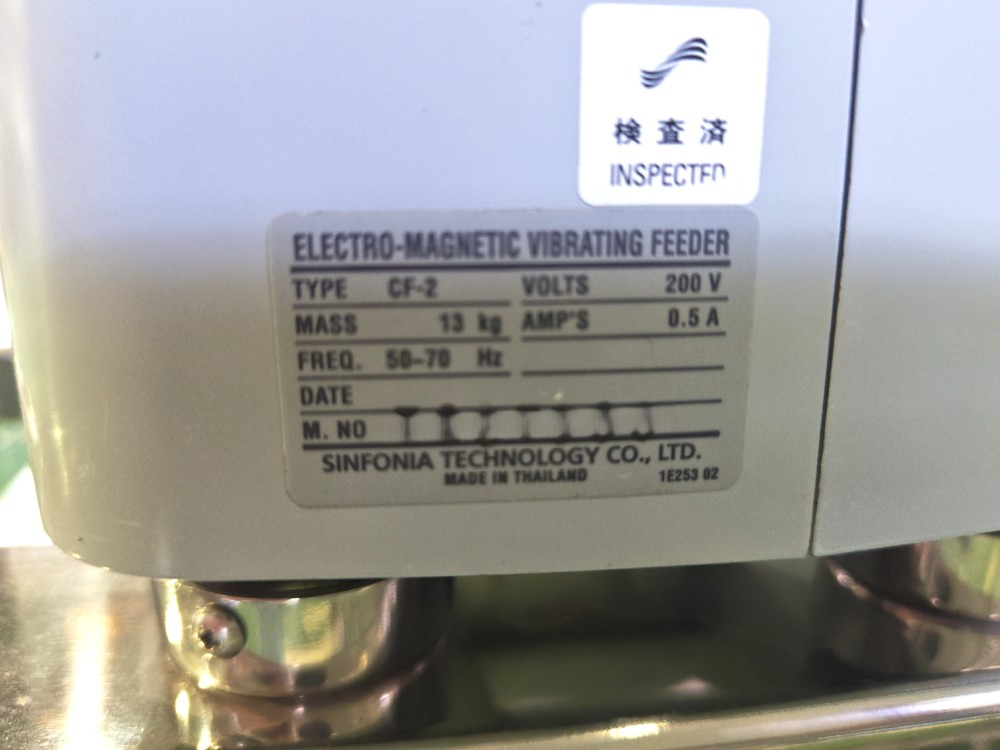 検査済
INSPECTED
ELECTRO-MAGNETIC VIBRATING FEEDER
TYPE CF-2 VOLTS 200 V
MASS 13 kg AMP'S 0.5 A
FREQ. 50-70 Hz
DATE
M. NO
SINFONIA TECHNOLOGY CO., LTD.
MADE IN THAILAND 1E253 02